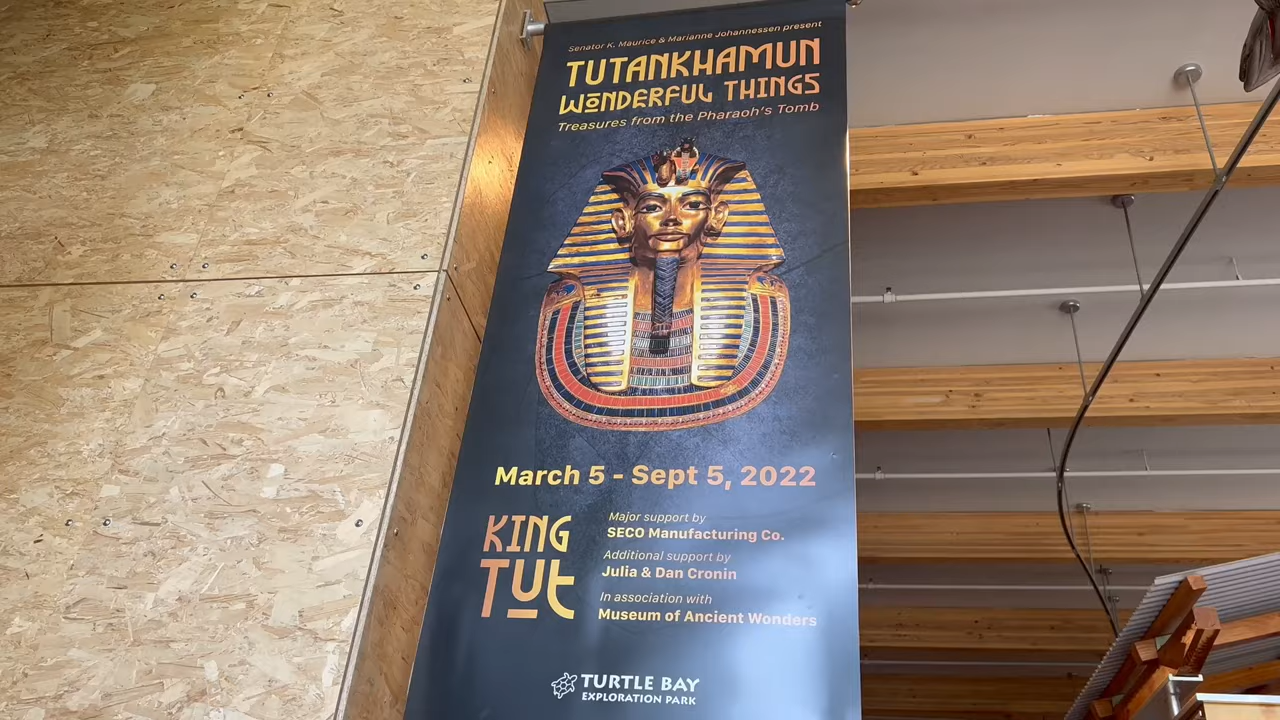 Senator K. Maurice & Marianne Johannessen present
TUTANKHAMUN
WONDERFUL THINGS
Treasures from the Pharaoh's Tomb
March 5 - Sept 5, 2022
KING
TUT
Major support by
SECO Manufacturing Co.
Additional support by
Julia & Dan Cronin
In association with
Museum of Ancient Wonders
TURTLE BAY
EXPLORATION PARK